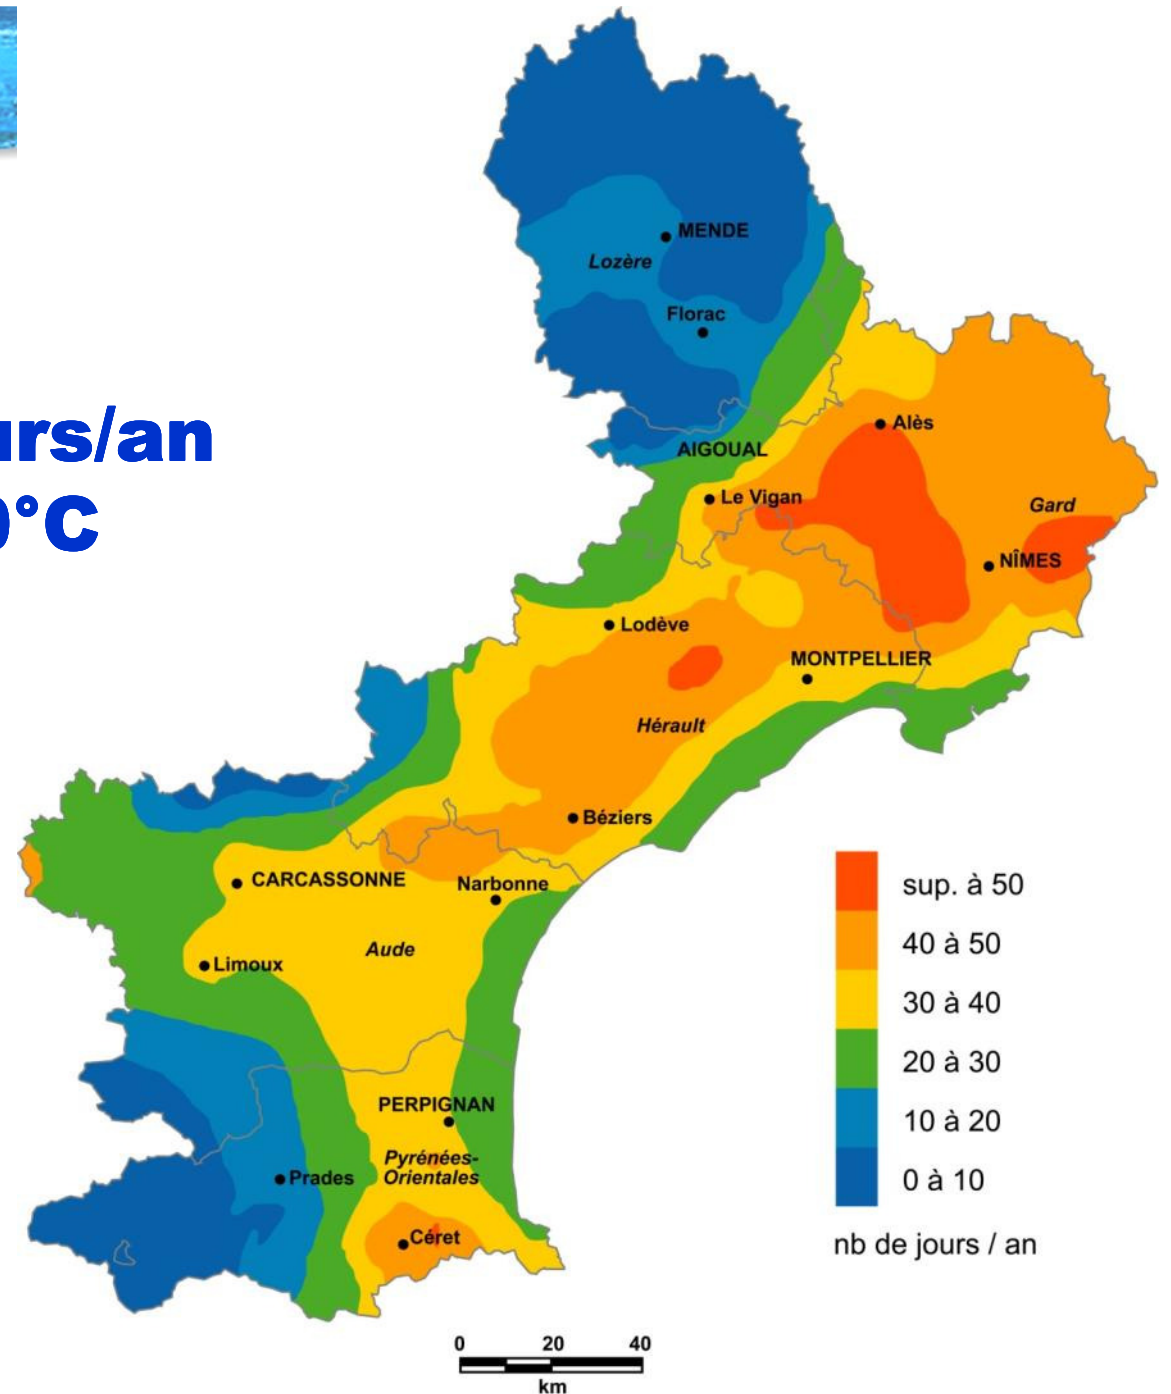 MENDE
Lozère
Florac
urs/an
°C
Alès
AIGOUAL
Le Vigan
Gard
NÎMES
Lodève
MONTPELLIER
Hérault
Béziers
CARCASSONNE
Narbonne
Aude
Limoux
sup. à 50
40 à 50
30 à 40
20 à 30
10 à 20
0 à 10
nb de jours / an
PERPIGNAN
Pyrénées-
Orientales
Prades
Céret
0 20 40
km